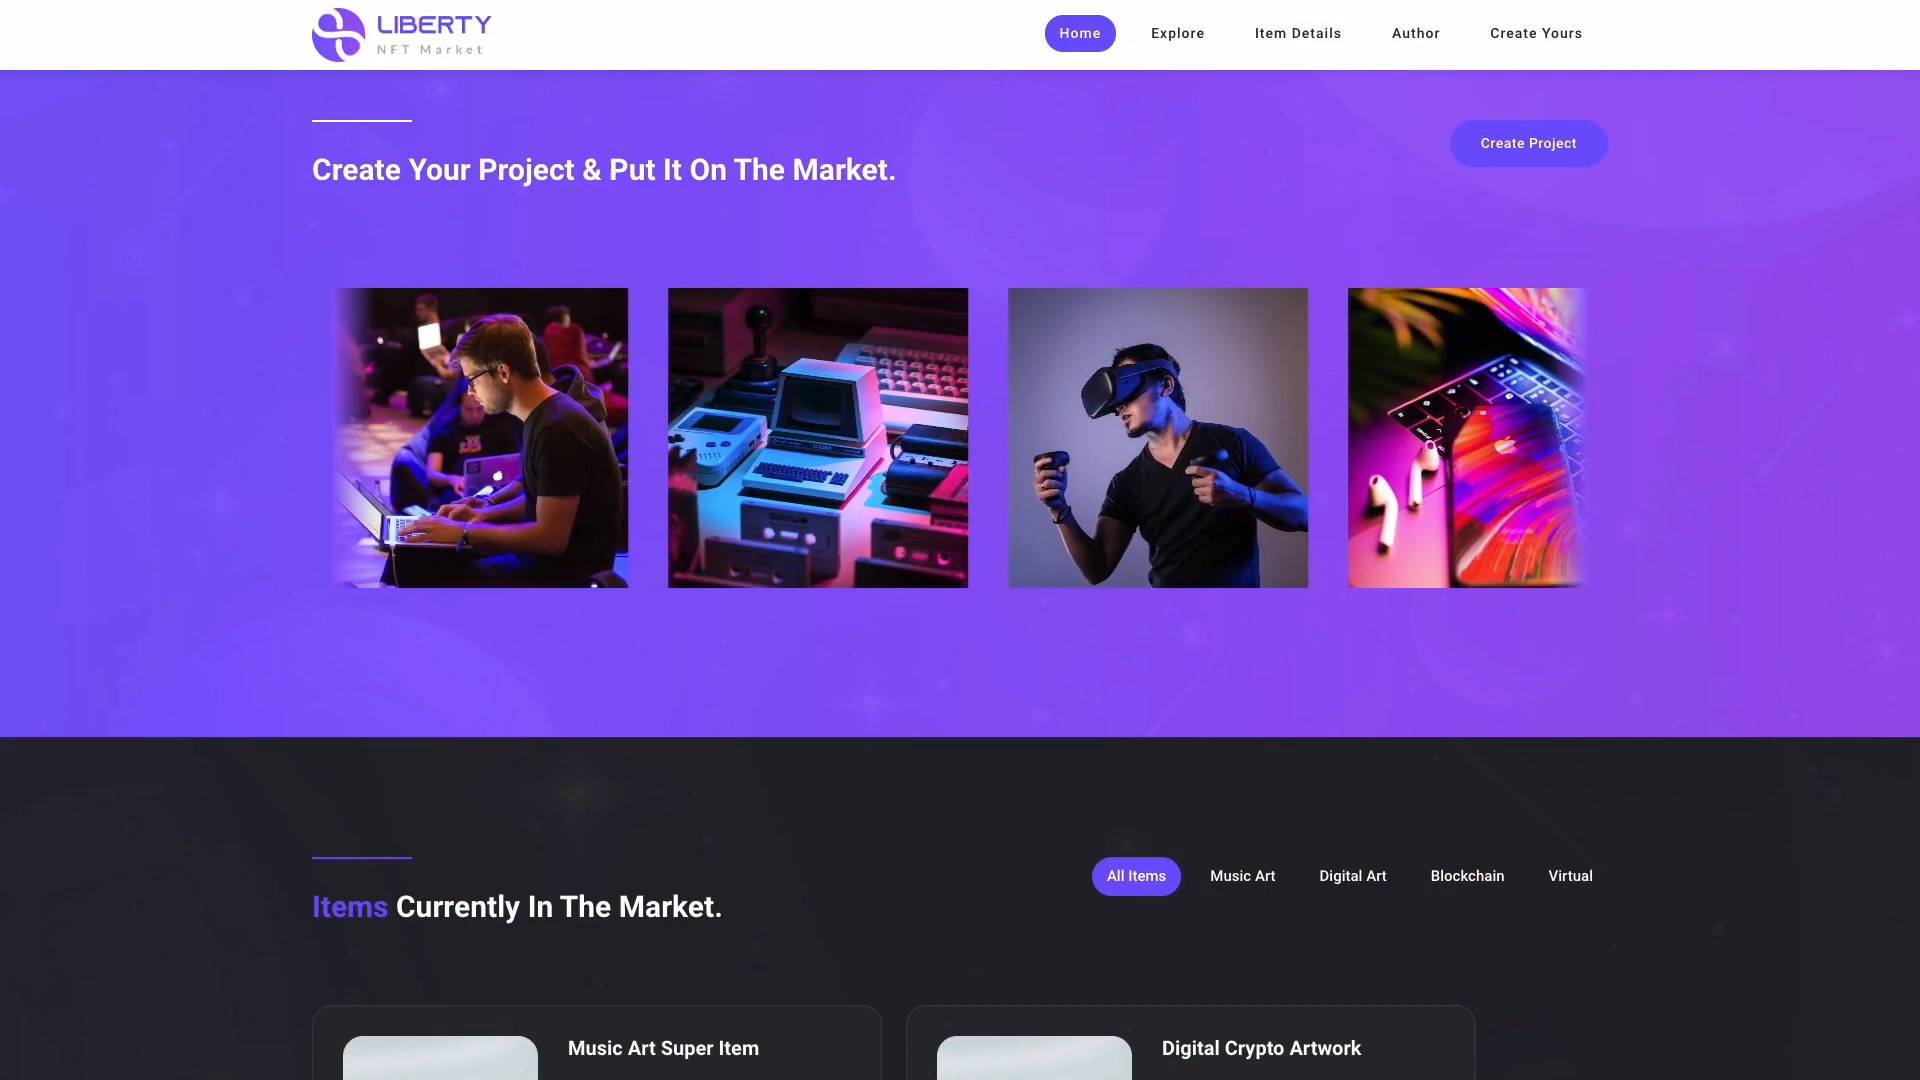 LIBERTY
NFT Market
Home
Explore
Item Details
Author
Create Yours
Create Your Project & Put It On The Market.
Create Project
All Items
Music Art
Digital Art
Blockchain
Virtual
Items Currently In The Market.
Music Art Super Item
Digital Crypto Artwork